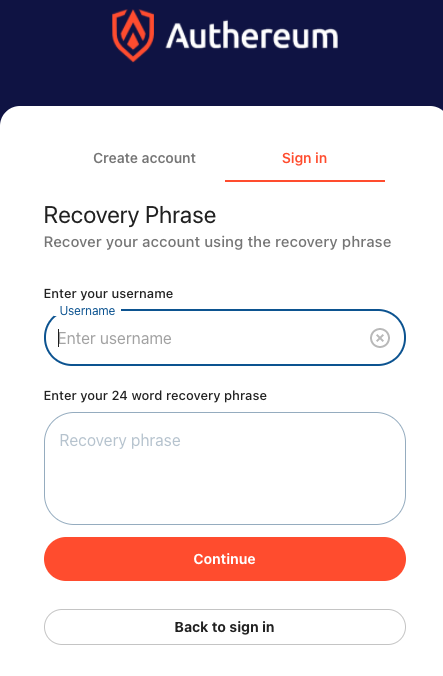 Authereum
Create account
Sign in
Recovery Phrase
Recover your account using the recovery phrase
Enter your username
Username
Enter username
Enter your 24 word recovery phrase
Recovery phrase
Continue
Back to sign in